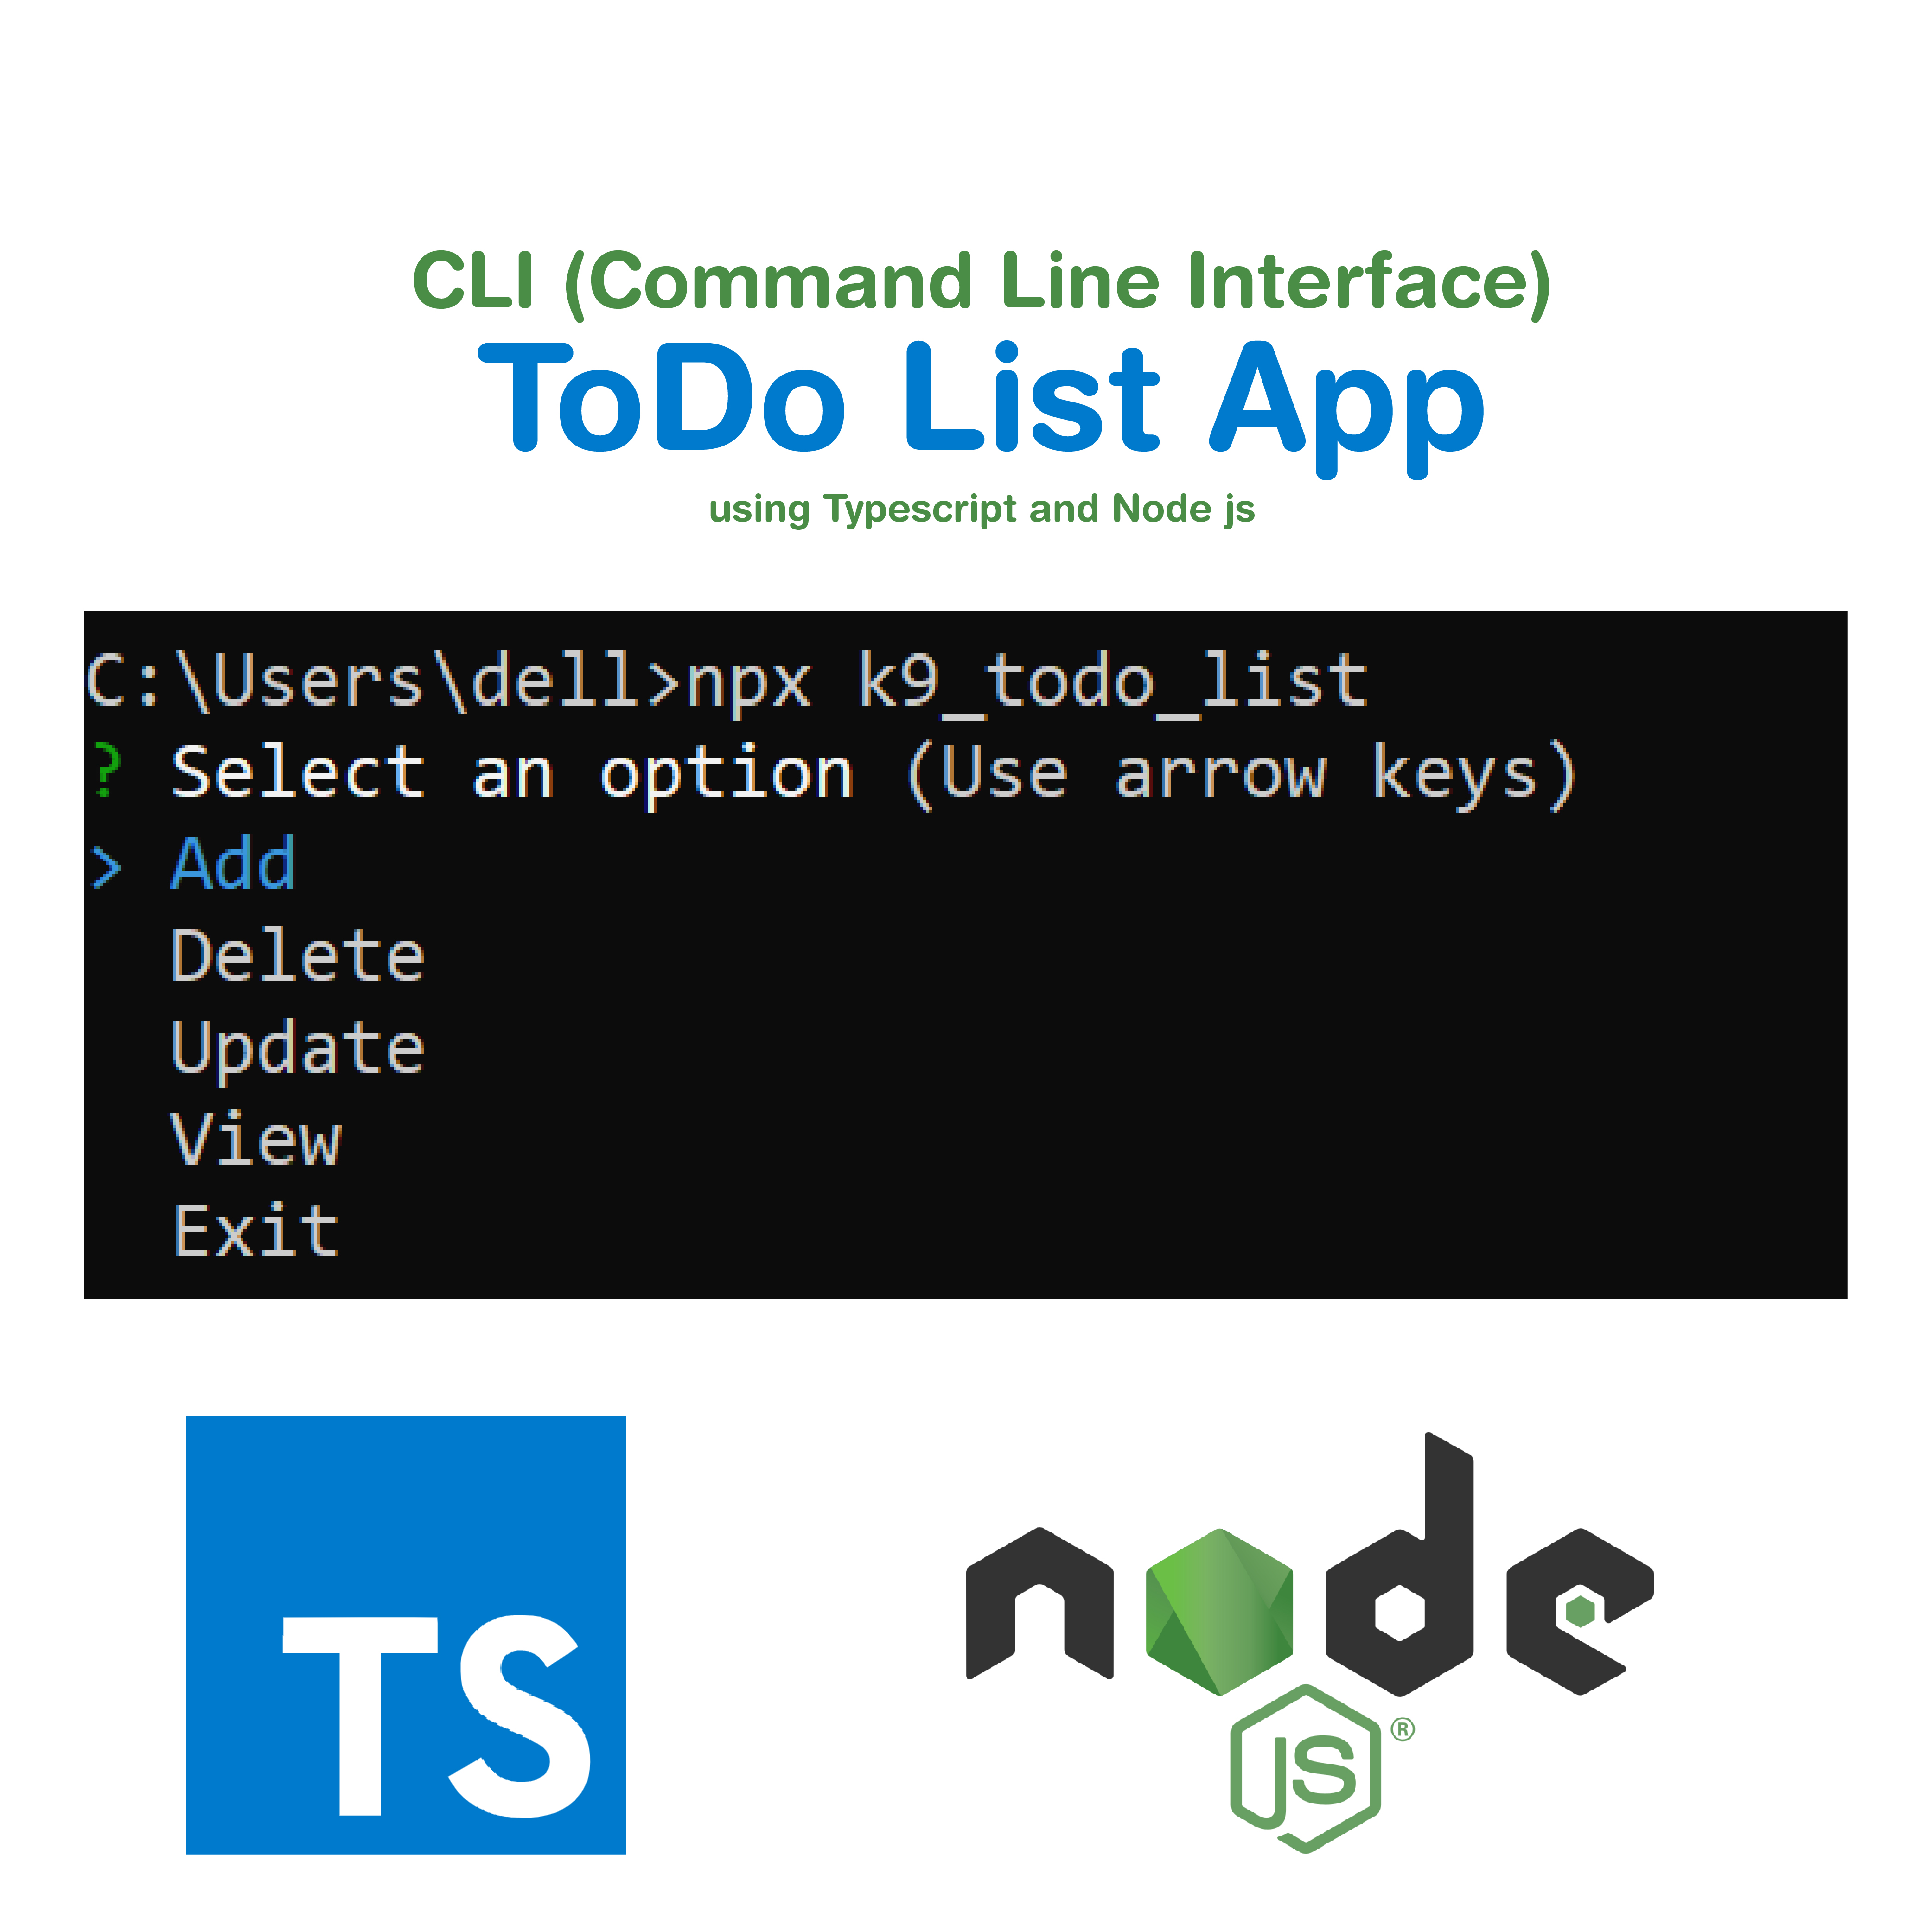 CLI (Command Line Interface)
ToDo List App
using Typescript and Node js
C:\Users\dell>npx k9_todo_list
? Select an option (Use arrow keys)
> Add
Delete
Update
View
Exit
TS
node
JS ®